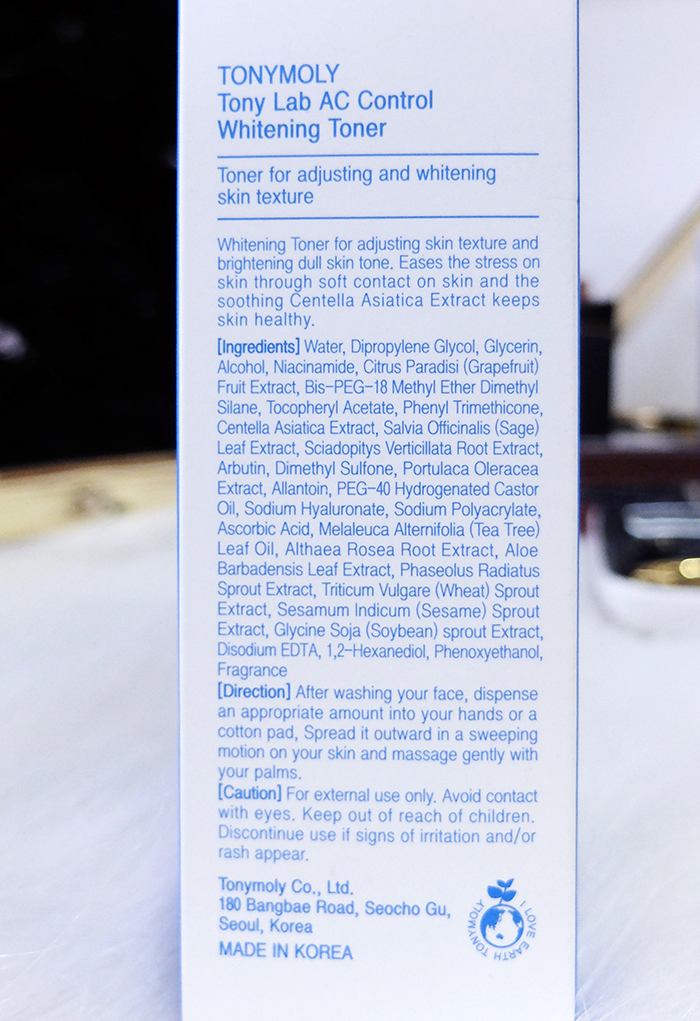 TONYMOLY
Tony Lab AC Control
Whitening Toner
Toner for adjusting and whitening
skin texture
Whitening Toner for adjusting skin texture and
brightening dull skin tone. Eases the stress on
skin through soft contact on skin and the
soothing Centella Asiatica Extract keeps
skin healthy.
[Ingredients] Water, Dipropylene Glycol, Glycerin,
Alcohol, Niacinamide, Citrus Paradisi (Grapefruit)
Fruit Extract, Bis-PEG-18 Methyl Ether Dimethyl
Silane, Tocopheryl Acetate, Phenyl Trimethicone,
Centella Asiatica Extract, Salvia Officinalis (Sage)
Leaf Extract, Sciadopitys Verticillata Root Extract,
Arbutin, Dimethyl Sulfone, Portulaca Oleracea
Extract, Allantoin, PEG-40 Hydrogenated Castor
Oil, Sodium Hyaluronate, Sodium Polyacrylate,
Ascorbic Acid, Melaleuca Alternifolia (Tea Tree)
Leaf Oil, Althaea Rosea Root Extract, Aloe
Barbadensis Leaf Extract, Phaseolus Radiatus
Sprout Extract, Triticum Vulgare (Wheat) Sprout
Extract, Sesamum Indicum (Sesame) Sprout
Extract, Glycine Soja (Soybean) sprout Extract,
Disodium EDTA, 1,2-Hexanediol, Phenoxyethanol,
Fragrance
[Direction] After washing your face, dispense
an appropriate amount into your hands or a
cotton pad, Spread it outward in a sweeping
motion on your skin and massage gently with
your palms.
[Caution] For external use only. Avoid contact
with eyes. Keep out of reach of children.
Discontinue use if signs of irritation and/or
rash appear.
Tonymoly Co., Ltd.
180 Bangbae Road, Seocho Gu,
Seoul, Korea
MADE IN KOREA
I LOVE EARTH TONYMOLY